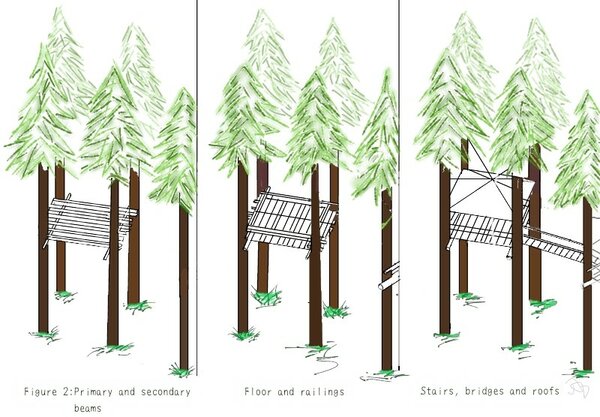 Figure 2:Primary and secondary
beams
Floor and railings
Stairs, bridges and roofs